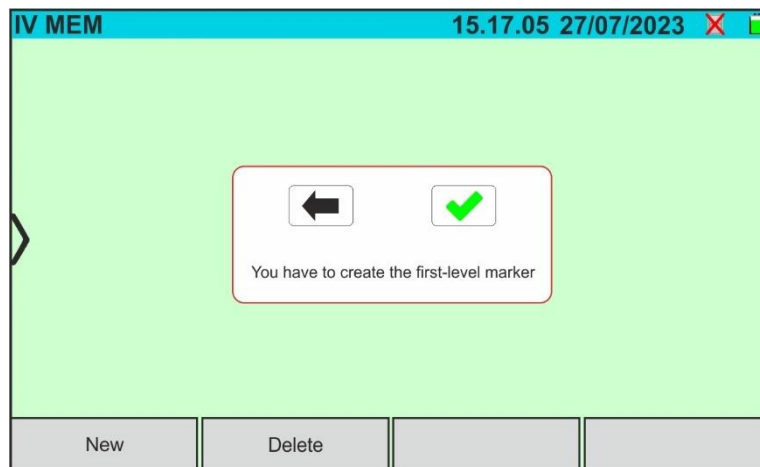 IV MEM 15.17.05 27/07/2023
You have to create the first-level marker
New Delete